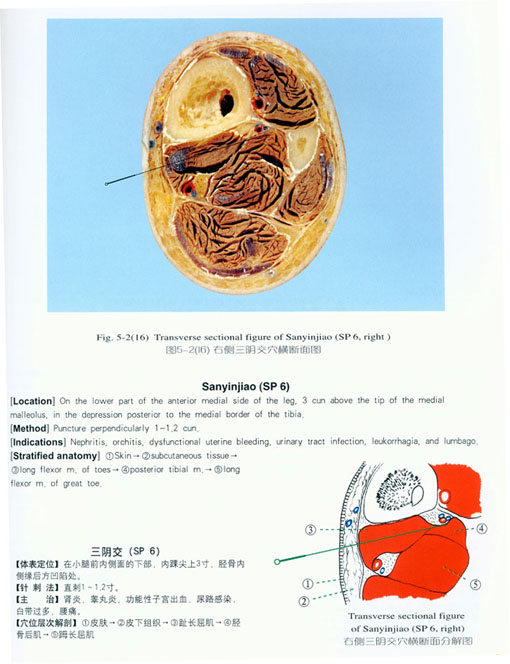 Fig. 5-2(16) Transverse sectional figure of Sanyinjiao (SP 6, right )
图5-2(16) 右侧三阴交穴横断面图
Sanyinjiao (SP 6)
[Location] On the lower part of the anterior medial side of the leg, 3 cun above the tip of the medial
malleolus, in the depression posterior to the medial border of the tibia.
[Method] Puncture perpendicularly 1-1.2 cun.
[Indications] Nephritis, orchitis, dysfunctional uterine bleeding, urinary tract infection, leukorrhagia, and lumbago.
[Stratified anatomy] ①Skin→②subcutaneous tissue→
③long flexor m. of toes→④posterior tibial m.→⑤long
flexor m. of great toe.
三阴交 (SP 6)
【体表定位】在小腿前内侧面的下部，内踝尖上3寸，胫骨内
侧缘后方凹陷处。
【针 刺 法】直刺1-1.2寸。
【主 治】肾炎，睾丸炎，功能性子宫出血，尿路感染，
白带过多，腰痛。
【穴位层次解剖】①皮肤→②皮下组织→③趾长屈肌→④胫
骨后肌→⑤踇长屈肌
③
④
①
②
⑤
Transverse sectional figure
of Sanyinjiao (SP 6, right)
右侧三阴交穴横断面分解图